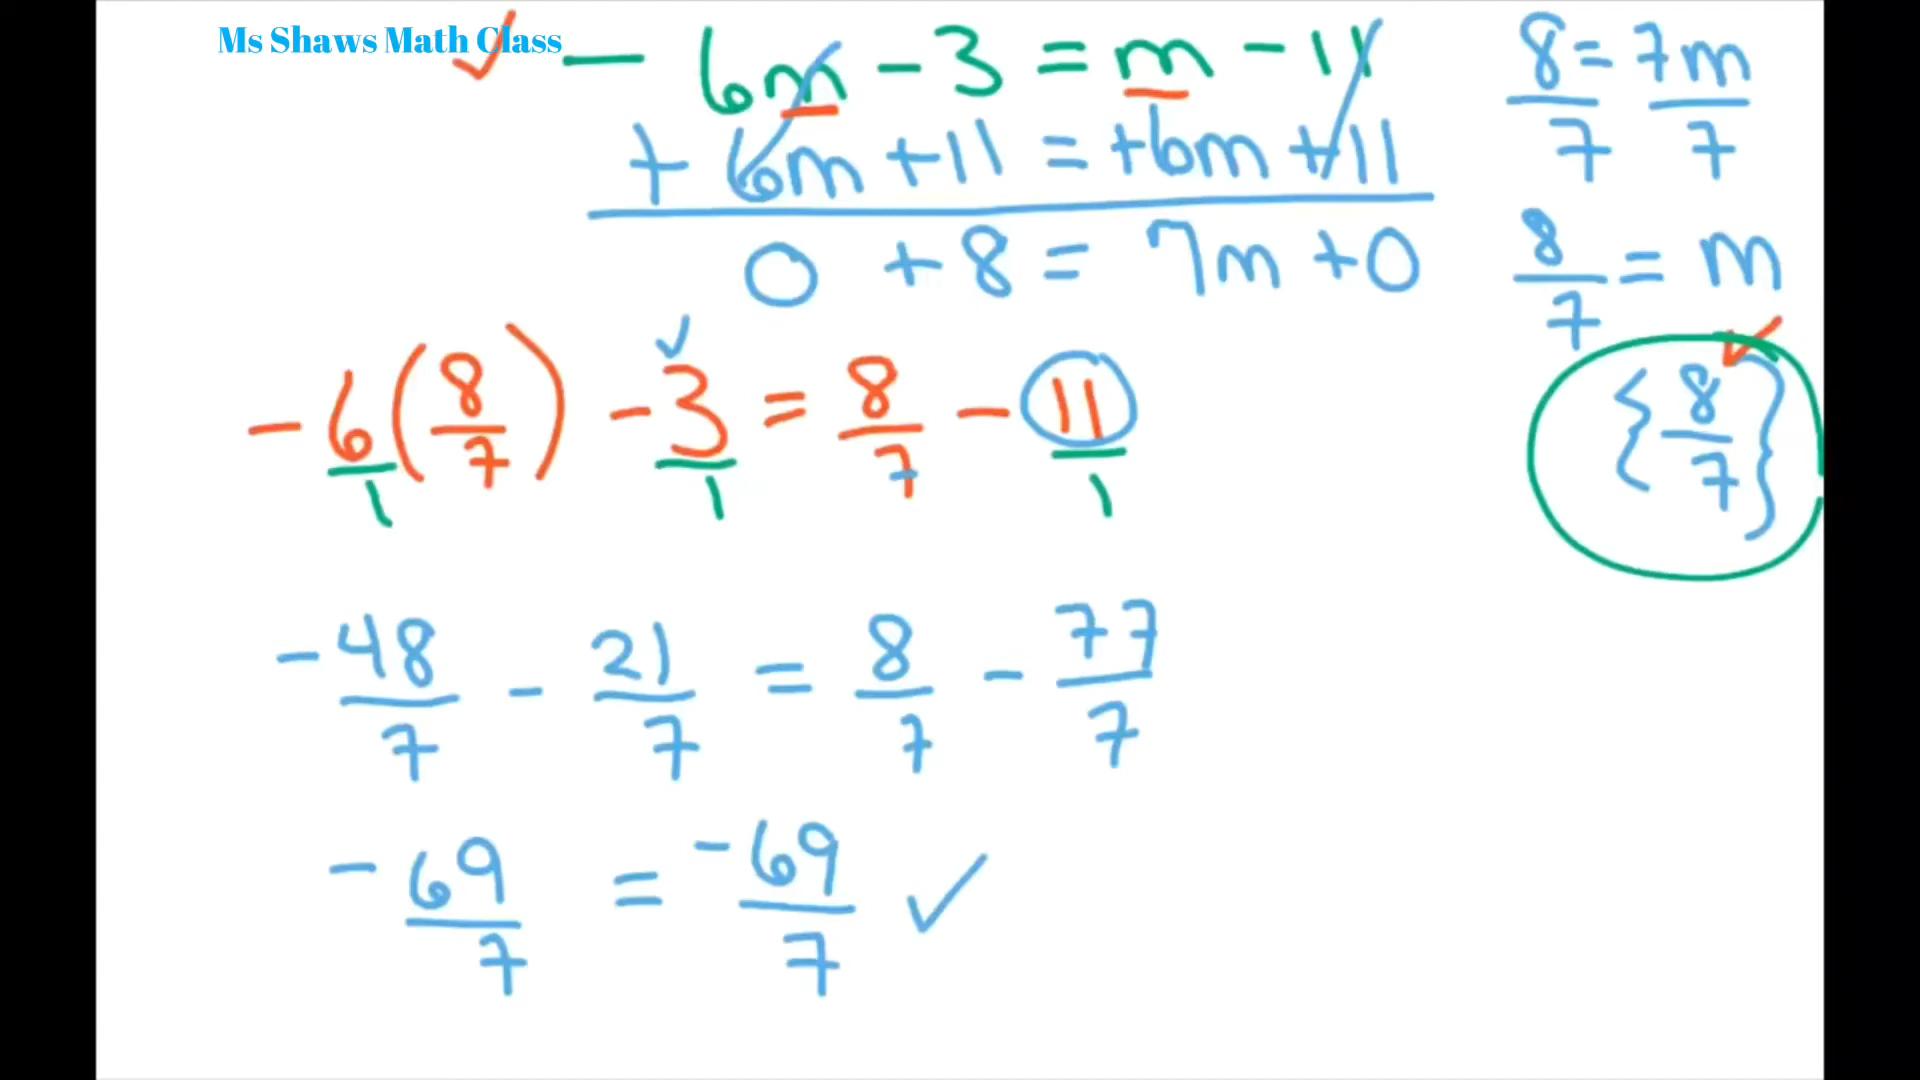 Ms Shaws Math Class
✓ - 6m - 3 = m - 11
+ 6m + 11 = +6m + 11
0 + 8 = 7m + 0
8/7 = 7m/7
8/7 = m
{8/7}
- 6/1 (8/7) - 3/1 = 8/7 - 11/1
- 48/7 - 21/7 = 8/7 - 77/7
- 69/7 = - 69/7 ✓